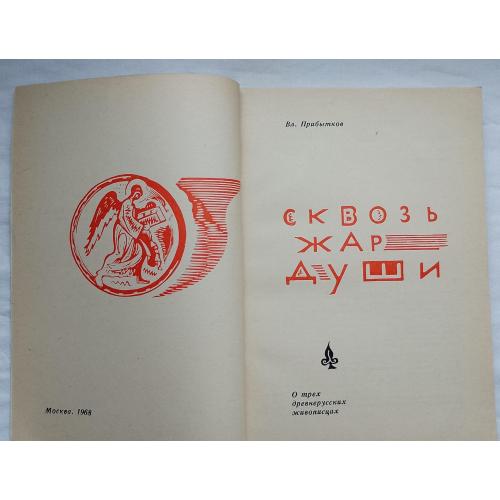 Москва, 1968
Вл. Прибытков
СКВОЗЬ
ЖАР
ДУШИ
О трех
древнерусских
живописцах